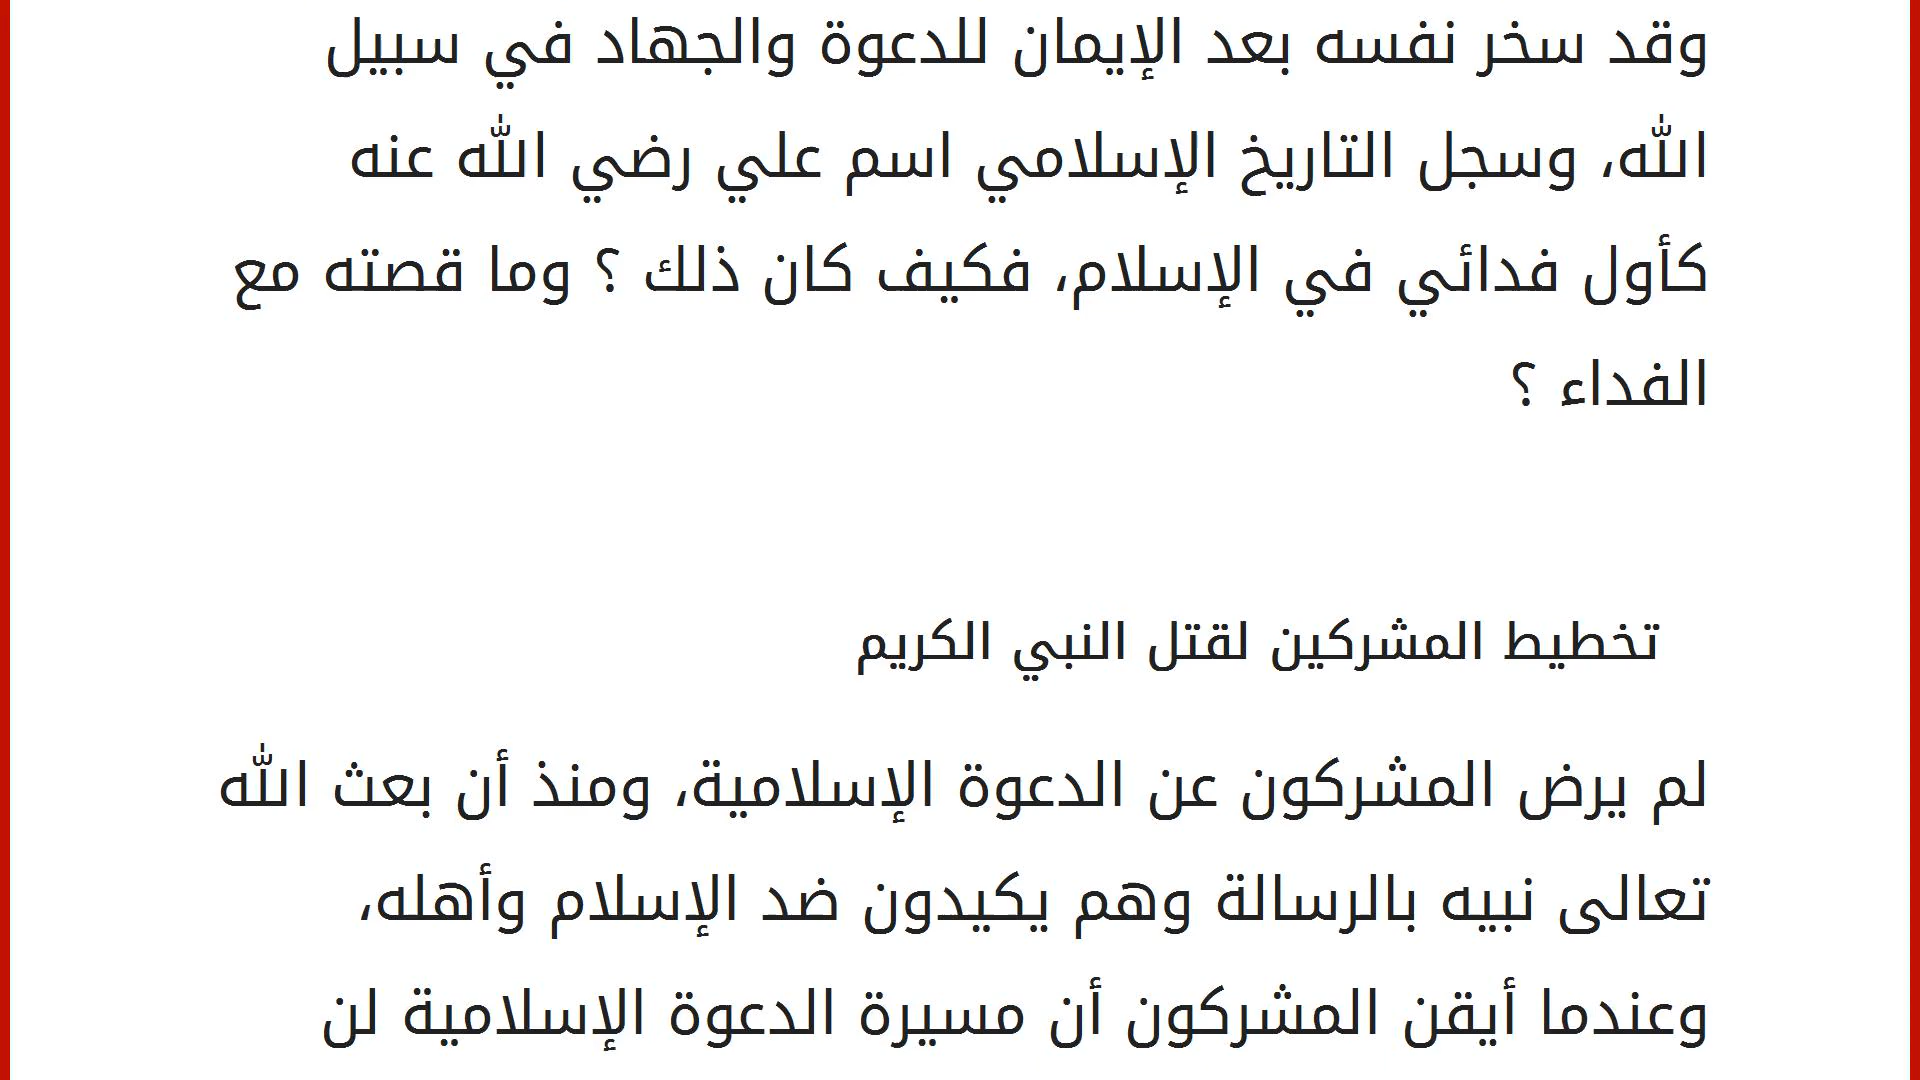 وقد سخر نفسه بعد الإيمان للدعوة والجهاد في سبيل
الله، وسجل التاريخ الإسلامي اسم علي رضي الله عنه
كأول فدائي في الإسلام، فكيف كان ذلك ؟ وما قصته مع
الفداء ؟
تخطيط المشركين لقتل النبي الكريم
لم يرض المشركون عن الدعوة الإسلامية، ومنذ أن بعث الله
تعالى نبيه بالرسالة وهم يكيدون ضد الإسلام وأهله،
وعندما أيقن المشركون أن مسيرة الدعوة الإسلامية لن